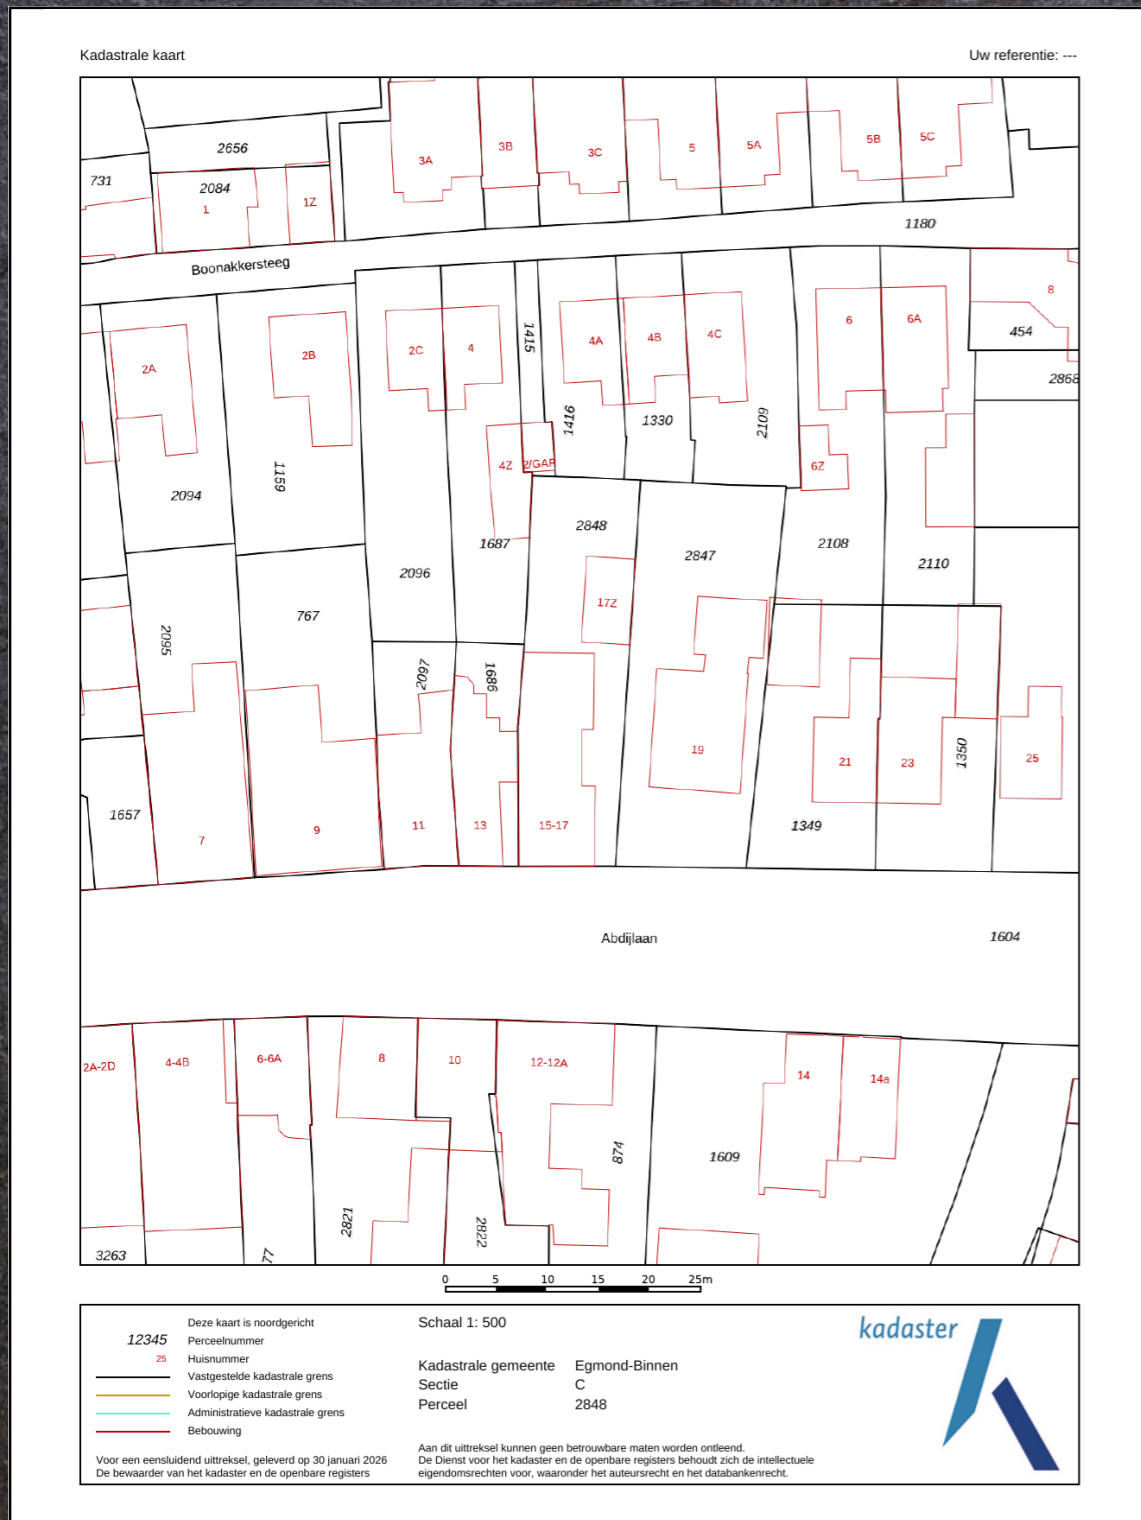 Kadastrale kaart
Uw referentie: ---
2656
731
2084
1
1Z
3A
3B
3C
5
5A
5B
5C
1180
Boonakkersteeg
8
454
2868
2A
2B
2C
4
1415
4A
4B
4C
6
6A
1416
1330
2109
4Z
2/GAR
6Z
1159
2094
2848
1687
2847
2108
2110
2096
17Z
767
2095
2097
1686
19
21
23
1350
25
1657
7
9
11
13
15-17
1349
Abdijlaan
1604
2A-2D
4-4B
6-6A
8
10
12-12A
14
14a
874
1609
2821
2822
3263
77
0 5 10 15 20 25m
Deze kaart is noordgericht
12345 Perceelnummer
25 Huisnummer
Vastgestelde kadastrale grens
Voorlopige kadastrale grens
Administratieve kadastrale grens
Bebouwing
Voor een eensluidend uittreksel, geleverd op 30 januari 2026
De bewaarder van het kadaster en de openbare registers
Schaal 1: 500
Kadastrale gemeente Egmond-Binnen
Sectie C
Perceel 2848
Aan dit uittreksel kunnen geen betrouwbare maten worden ontleend.
De Dienst voor het kadaster en de openbare registers behoudt zich de intellectuele
eigendomsrechten voor, waaronder het auteursrecht en het databankenrecht.
kadaster